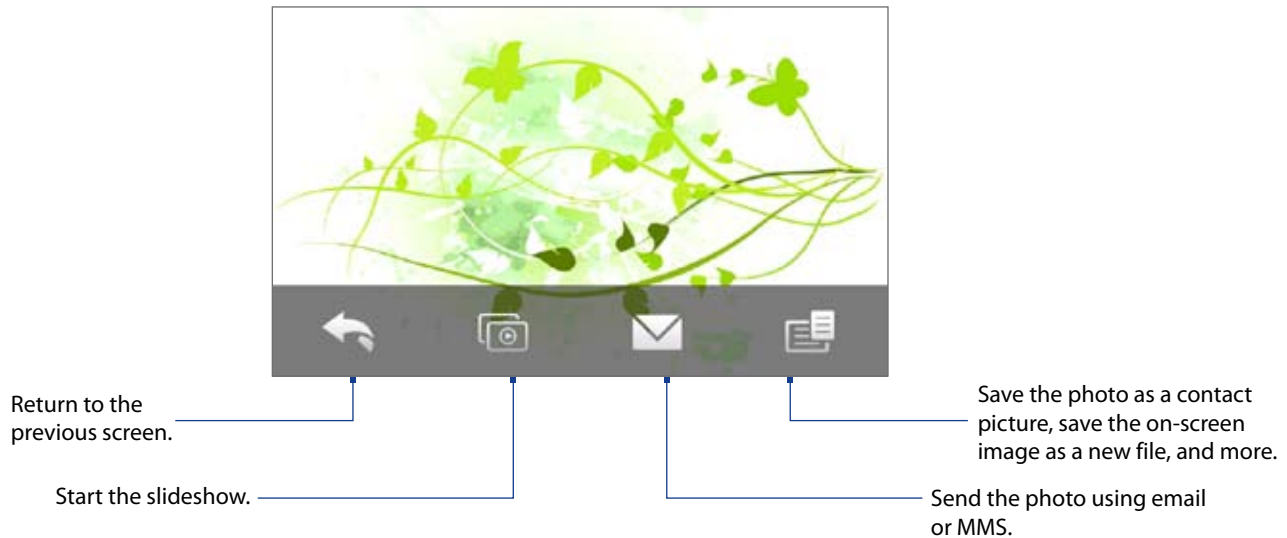 Return to the
previous screen.
Start the slideshow.
Save the photo as a contact
picture, save the on-screen
image as a new file, and more.
Send the photo using email
or MMS.